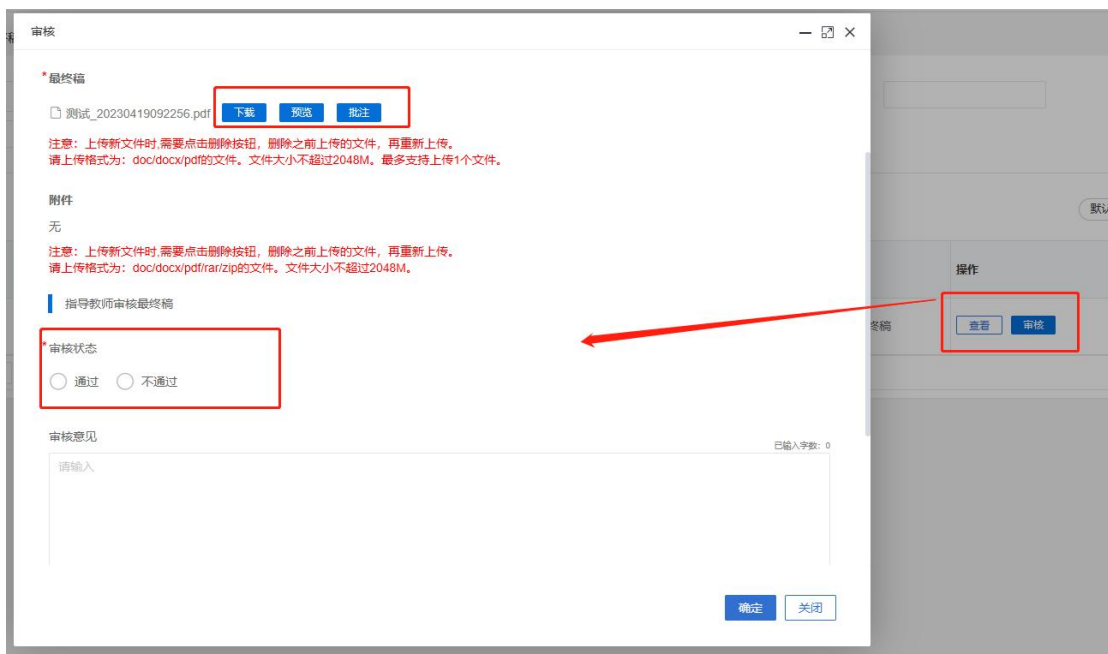 审核
*最终稿
测试_20230419092256.pdf 下载 预览 批注
注意：上传新文件时,需要点击删除按钮，删除之前上传的文件，再重新上传。
请上传格式为：doc/docx/pdf的文件。文件大小不超过2048M。最多支持上传1个文件。
附件
无
注意：上传新文件时,需要点击删除按钮，删除之前上传的文件，再重新上传。
请上传格式为：doc/docx/pdf/rar/zip的文件。文件大小不超过2048M。
指导教师审核最终稿
*审核状态
通过 不通过
审核意见
已输入字数：0
请输入
确定 关闭
默认
操作
终稿 查看 审核